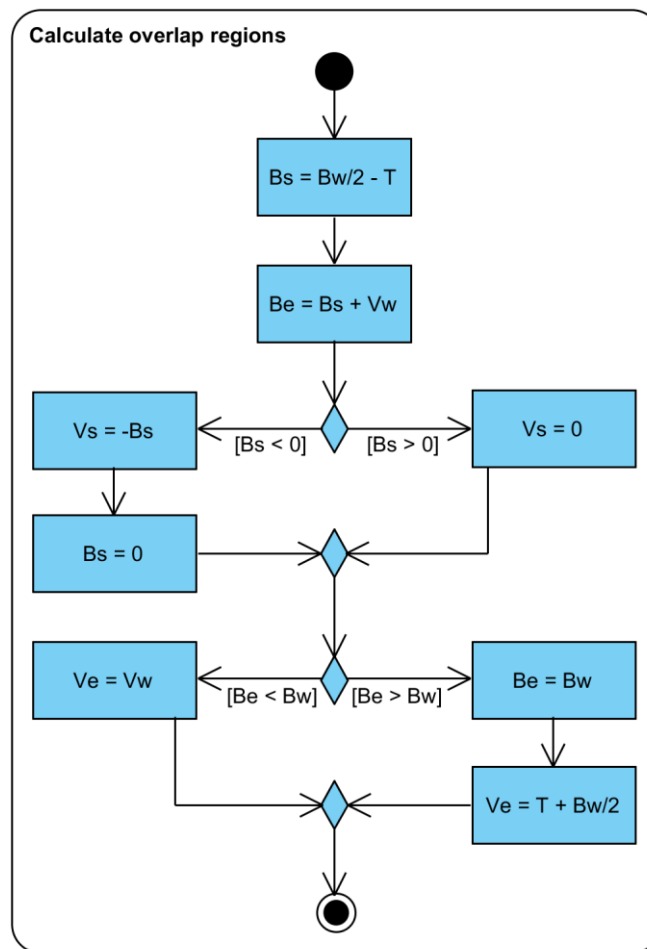 Calculate overlap regions
Bs = Bw/2 - T
Be = Bs + Vw
Vs = -Bs
[Bs < 0]
[Bs > 0]
Vs = 0
Bs = 0
Ve = Vw
[Be < Bw]
[Be > Bw]
Be = Bw
Ve = T + Bw/2